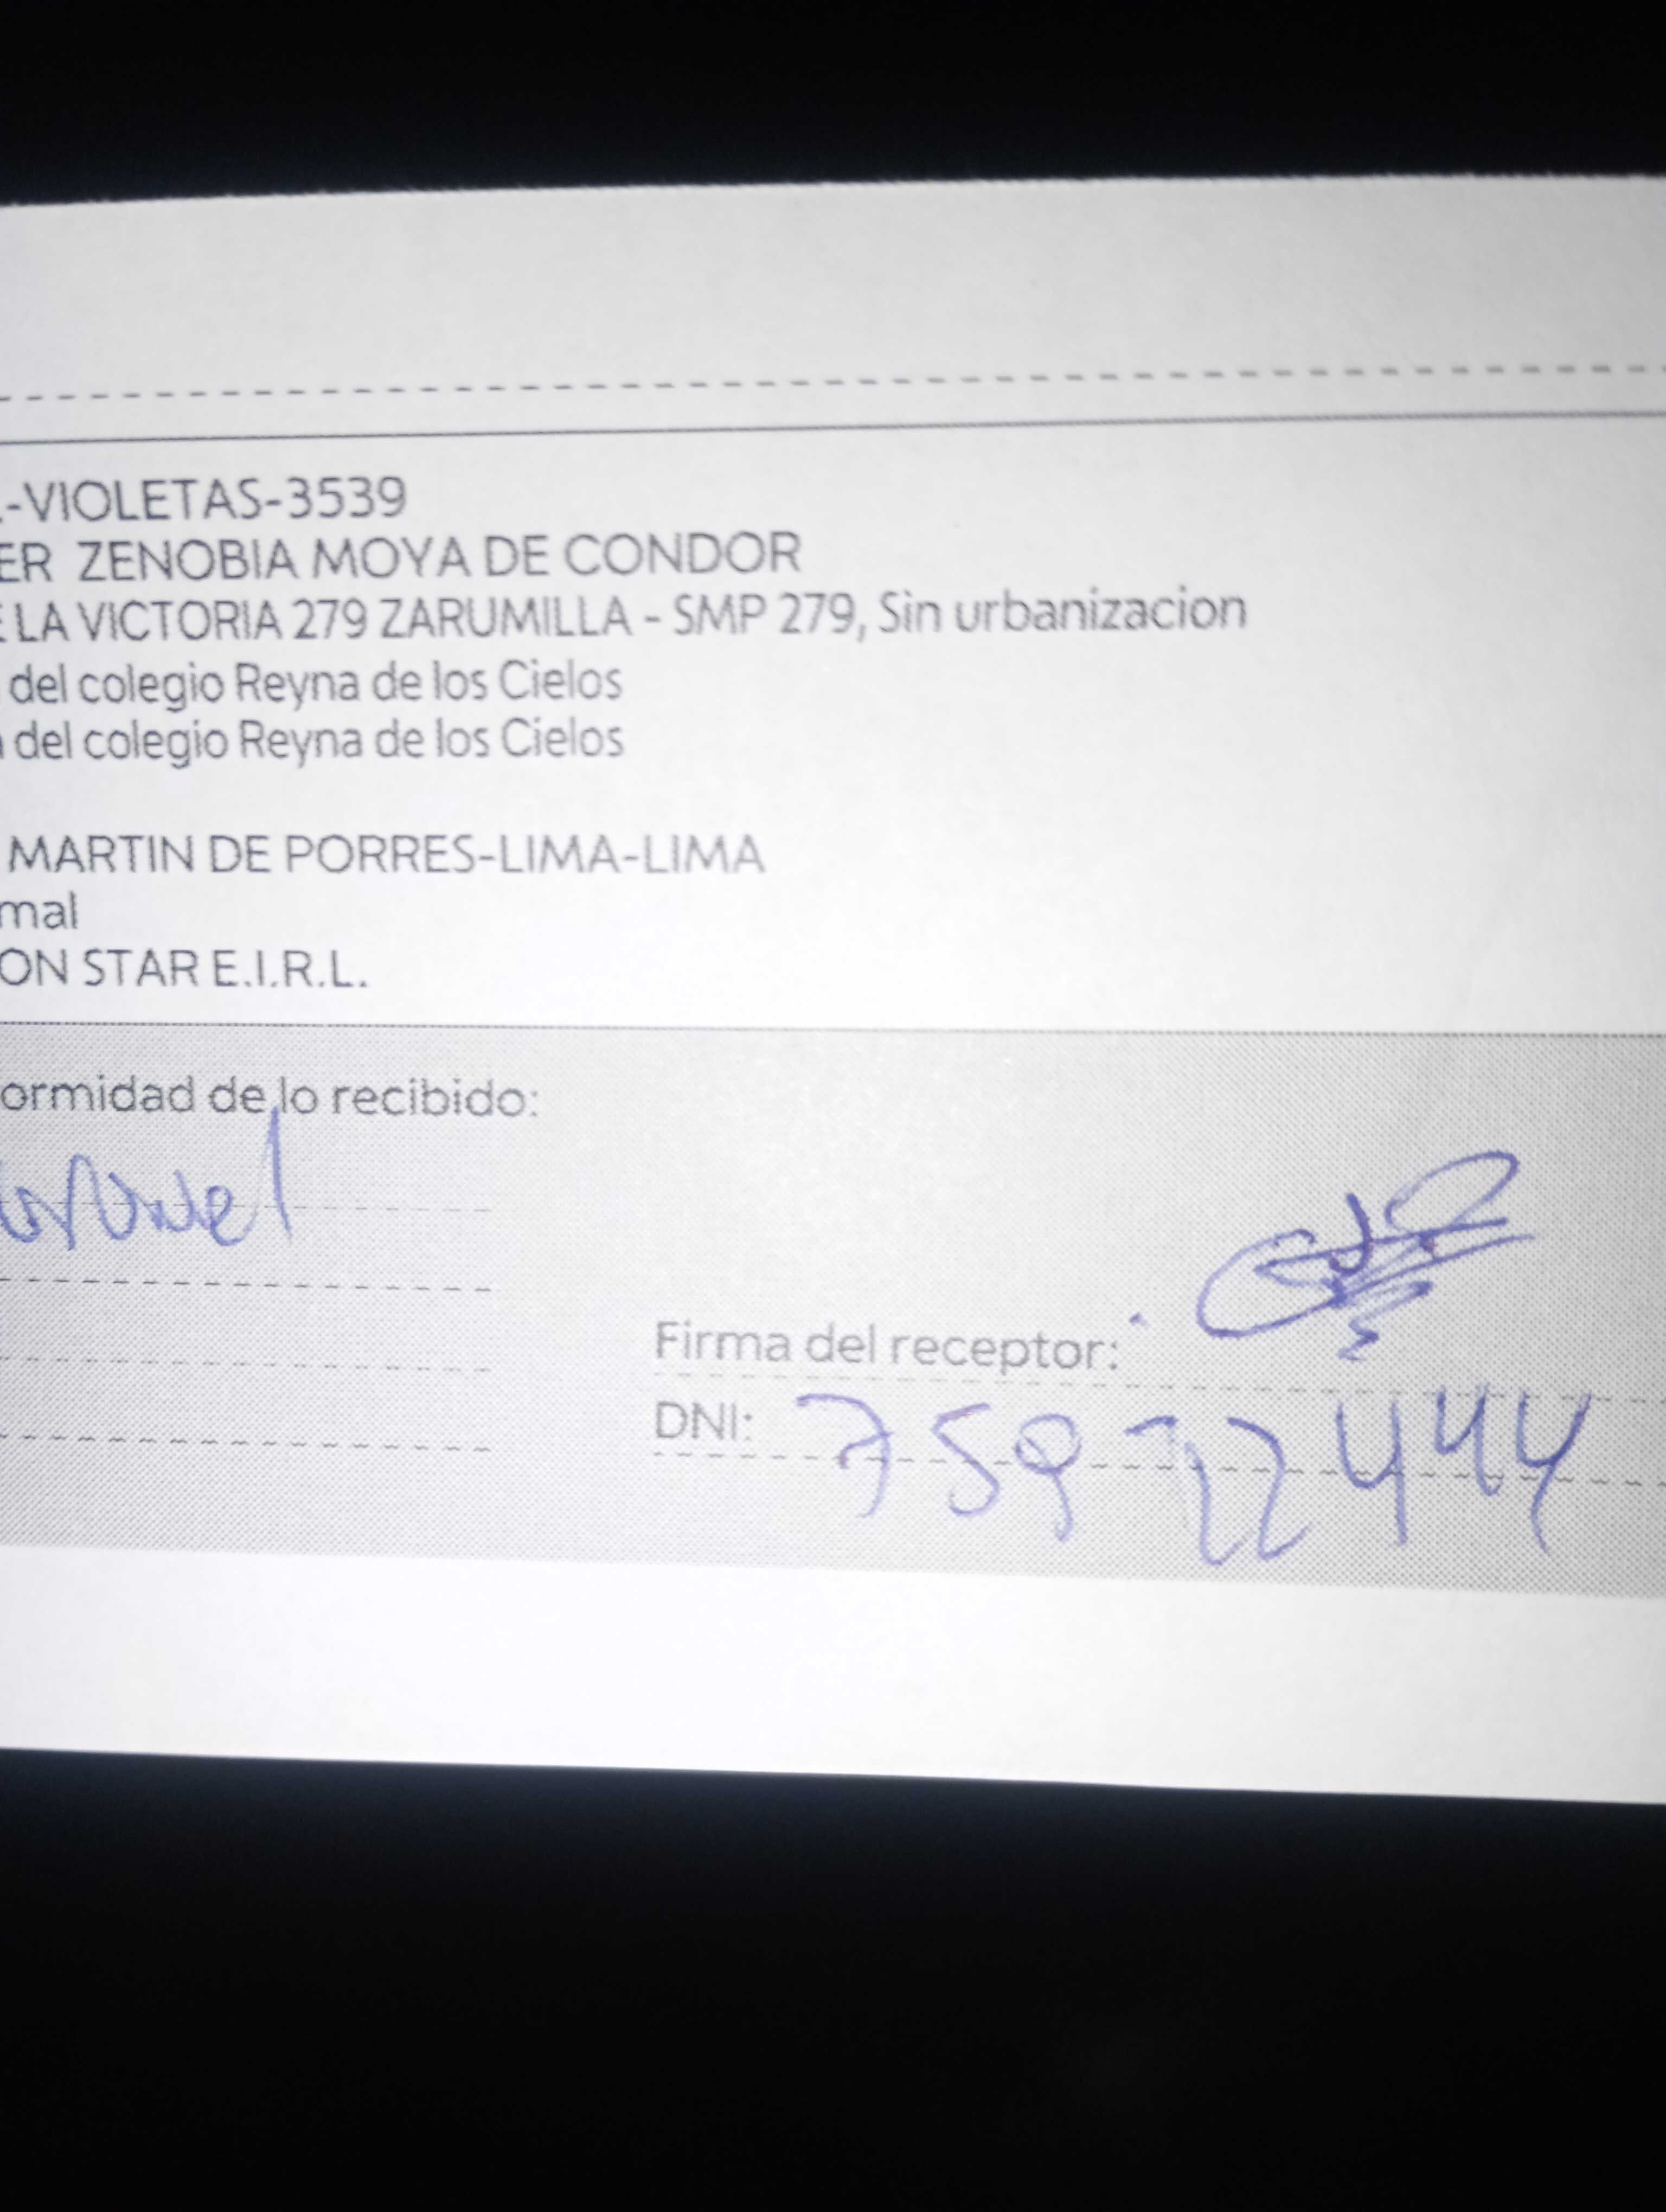 -VIOLETAS-3539
ER ZENOBIA MOYA DE CONDOR
E LA VICTORIA 279 ZARUMILLA - SMP 279, Sin urbanizacion
del colegio Reyna de los Cielos
del colegio Reyna de los Cielos
MARTIN DE PORRES-LIMA-LIMA
mal
ON STAR E.I.R.L.
ormidad de lo recibido:
Firma del receptor:
DNI: 75922444